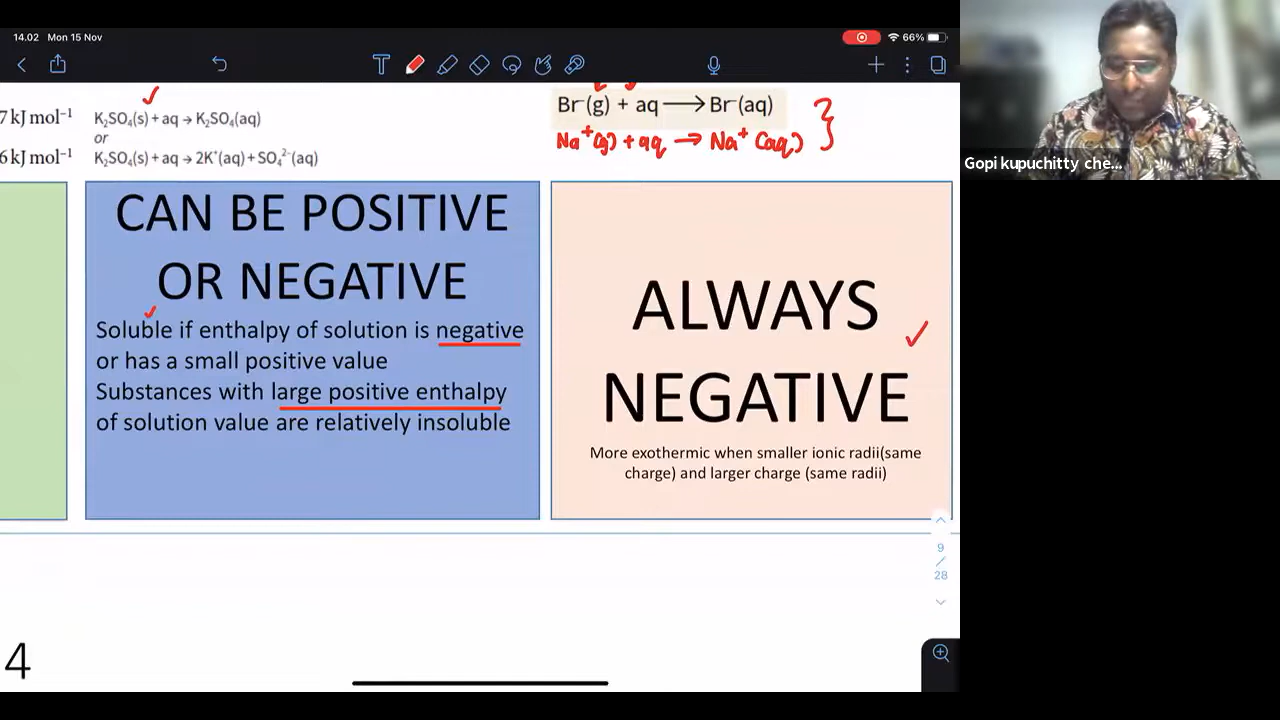 14.02 Mon 15 Nov
66%
T
7 kJ mol⁻¹
K₂SO₄(s) + aq → K₂SO₄(aq)
or
6 kJ mol⁻¹
K₂SO₄(s) + aq → 2K⁺(aq) + SO₄²⁻(aq)
Br⁻(g) + aq ⟶ Br⁻(aq)
Na⁺(g) + aq → Na⁺(aq)
CAN BE POSITIVE
OR NEGATIVE
Soluble if enthalpy of solution is negative
or has a small positive value
Substances with large positive enthalpy
of solution value are relatively insoluble
ALWAYS
NEGATIVE
More exothermic when smaller ionic radii(same
charge) and larger charge (same radii)
9
/
28
4
Gopi kupuchitty che...